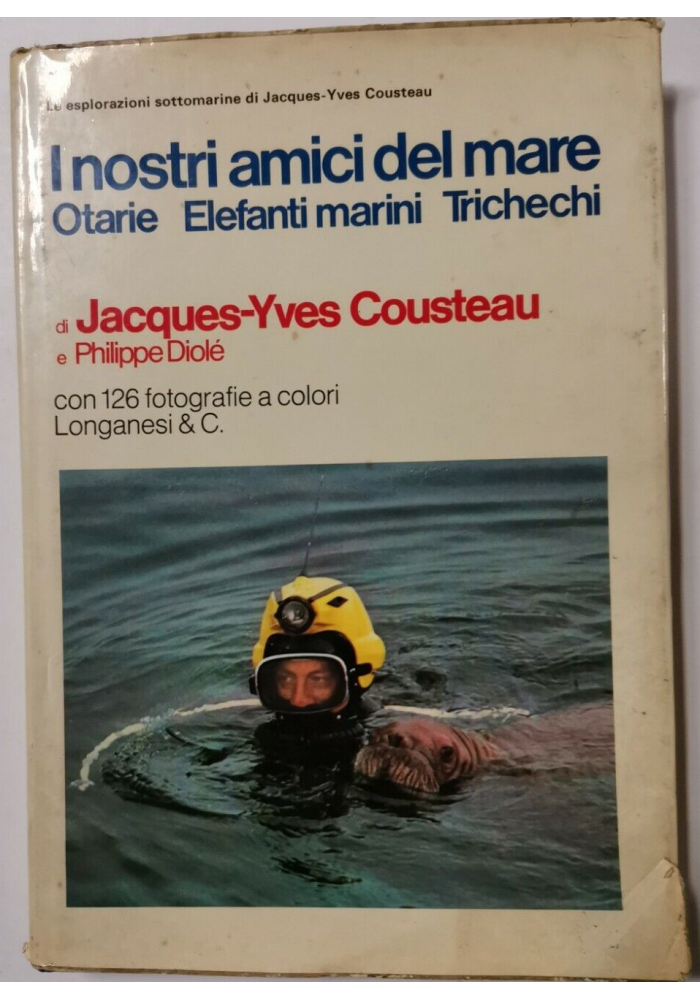 Le esplorazioni sottomarine di Jacques-Yves Cousteau
I nostri amici del mare
Otarie Elefanti marini Trichechi
di Jacques-Yves Cousteau
e Philippe Diolé
con 126 fotografie a colori
Longanesi & C.